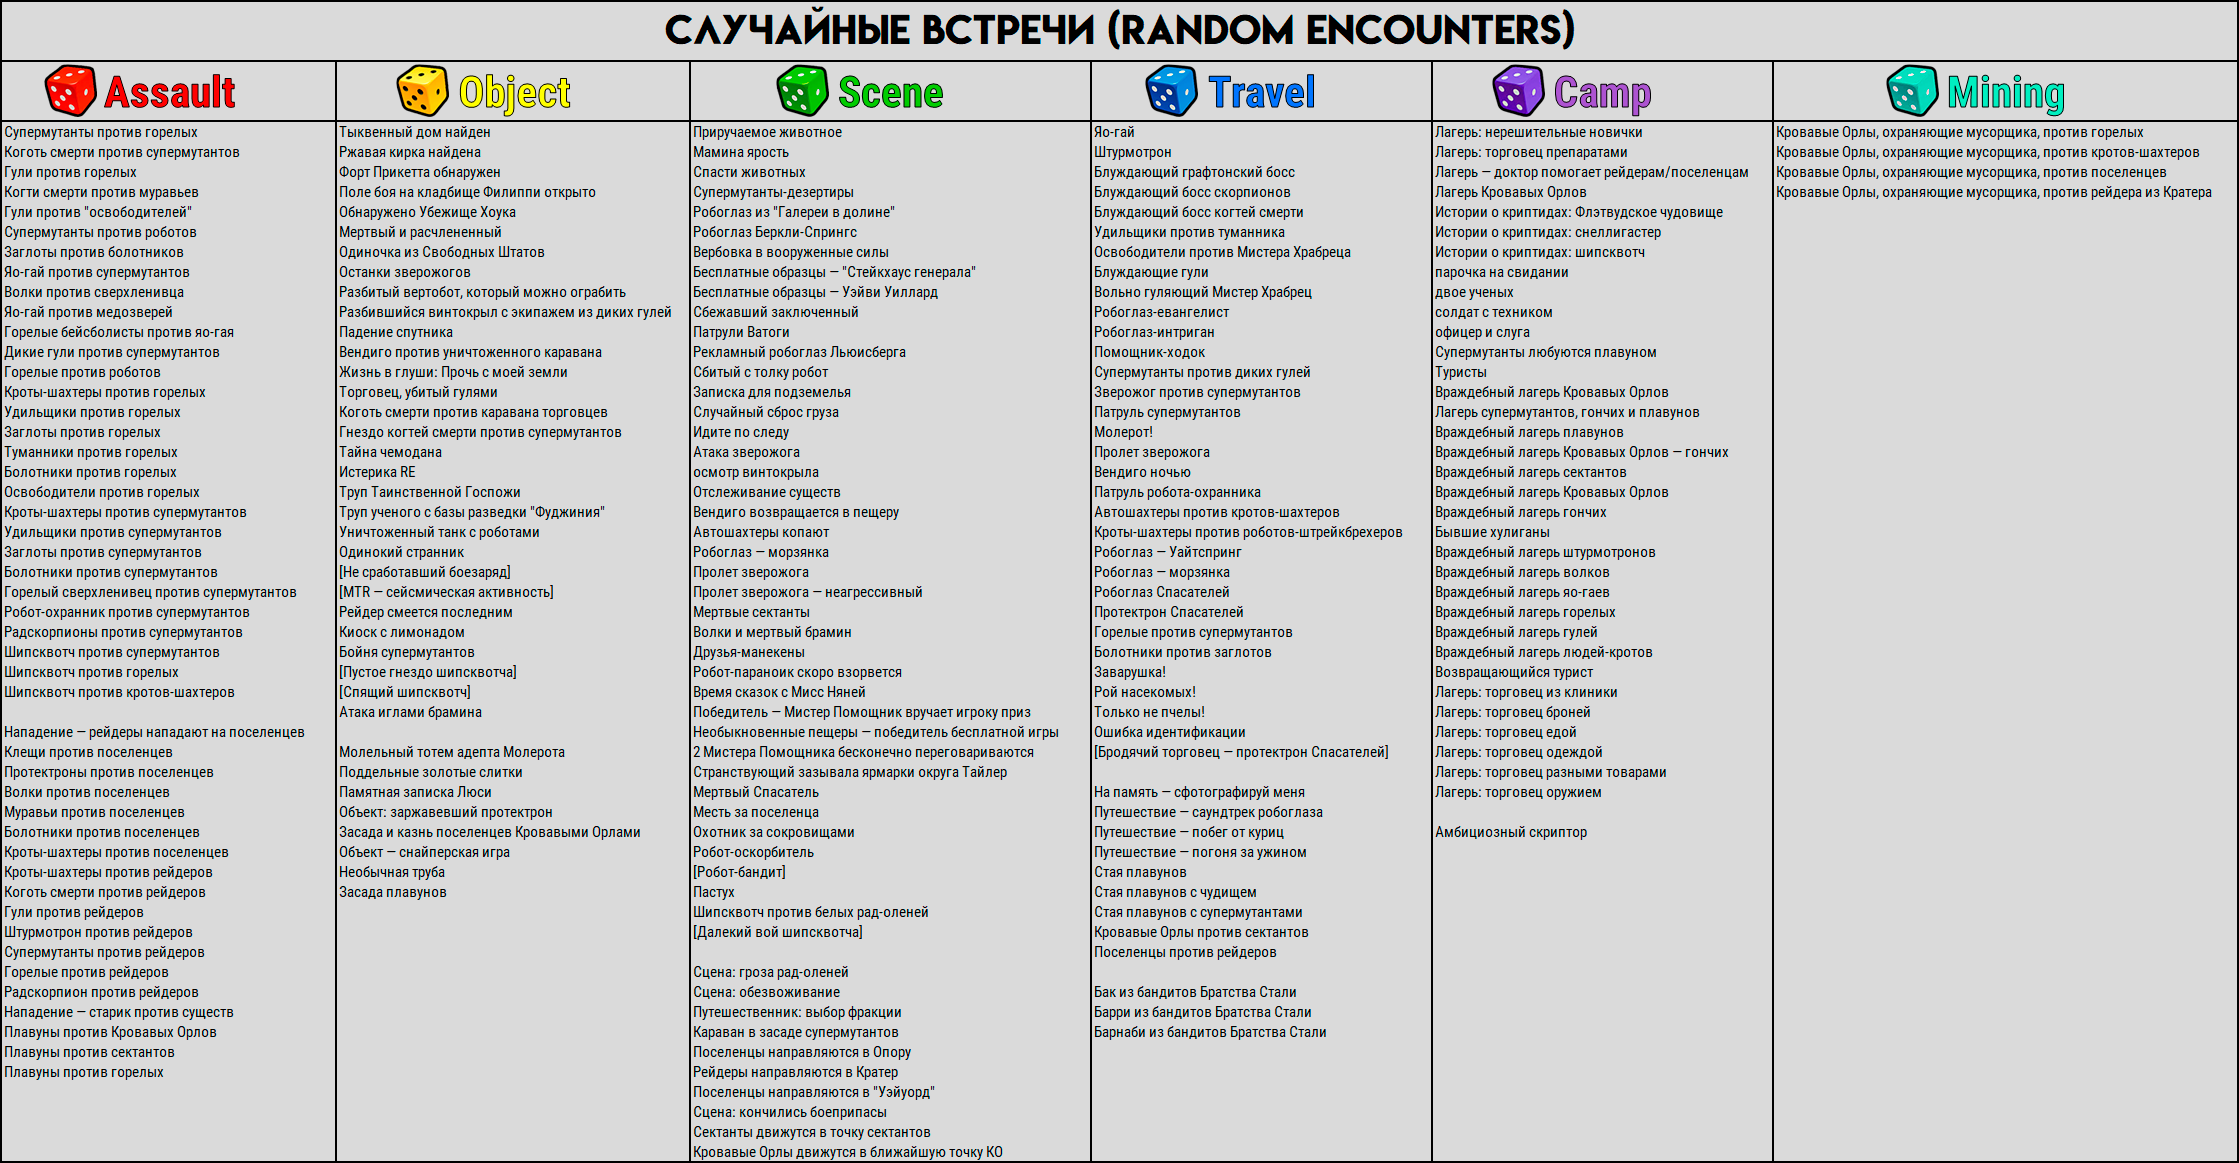 СЛУЧАЙНЫЕ ВСТРЕЧИ (RANDOM ENCOUNTERS)
Assault
Супермутанты против горелых
Коготь смерти против супермутантов
Гули против горелых
Когти смерти против муравьев
Гули против "освободителей"
Супермутанты против роботов
Заглоты против болотников
Яо-гай против супермутантов
Волки против сверхленивца
Яо-гай против медозверей
Горелые бейсболисты против яо-гая
Дикие гули против супермутантов
Горелые против роботов
Кроты-шахтеры против горелых
Удильщики против горелых
Заглоты против горелых
Туманники против горелых
Болотники против горелых
Освободители против горелых
Кроты-шахтеры против супермутантов
Удильщики против супермутантов
Заглоты против супермутантов
Болотники против супермутантов
Горелый сверхленивец против супермутантов
Робот-охранник против супермутантов
Радскорпионы против супермутантов
Шипсквотч против супермутантов
Шипсквотч против горелых
Шипсквотч против кротов-шахтеров
Нападение — рейдеры нападают на поселенцев
Клещи против поселенцев
Протектроны против поселенцев
Волки против поселенцев
Муравьи против поселенцев
Болотники против поселенцев
Кроты-шахтеры против поселенцев
Кроты-шахтеры против рейдеров
Коготь смерти против рейдеров
Гули против рейдеров
Штурмотрон против рейдеров
Супермутанты против рейдеров
Горелые против рейдеров
Радскорпион против рейдеров
Нападение — старик против существ
Плавуны против Кровавых Орлов
Плавуны против сектантов
Плавуны против горелых
Object
Тыквенный дом найден
Ржавая кирка найдена
Форт Прикетта обнаружен
Поле боя на кладбище Филиппи открыто
Обнаружено Убежище Хоука
Мертвый и расчлененный
Одиночка из Свободных Штатов
Останки зверожогов
Разбитый вертобот, который можно ограбить
Разбившийся винтокрыл с экипажем из диких гулей
Падение спутника
Вендиго против уничтоженного каравана
Жизнь в глуши: Прочь с моей земли
Торговец, убитый гулями
Коготь смерти против каравана торговцев
Гнездо когтей смерти против супермутантов
Тайна чемодана
Истерика RE
Труп Таинственной Госпожи
Труп ученого с базы разведки "Фуджиния"
Уничтоженный танк с роботами
Одинокий странник
[Не сработавший боезаряд]
[MTR — сейсмическая активность]
Рейдер смеется последним
Киоск с лимонадом
Бойня супермутантов
[Пустое гнездо шипсквотча]
[Спящий шипсквотч]
Атака иглами брамина
Молельный тотем адепта Молерота
Поддельные золотые слитки
Памятная записка Люси
Объект: заржавевший протектрон
Засада и казнь поселенцев Кровавыми Орлами
Объект — снайперская игра
Необычная труба
Засада плавунов
Scene
Приручаемое животное
Мамина ярость
Спасти животных
Супермутанты-дезертиры
Робоглаз из "Галереи в долине"
Робоглаз Беркли-Спрингс
Вербовка в вооруженные силы
Бесплатные образцы — "Стейкхаус генерала"
Бесплатные образцы — Уэйви Уиллард
Сбежавший заключенный
Патрули Ватоги
Рекламный робоглаз Льюисберга
Сбитый с толку робот
Записка для подземелья
Случайный сброс груза
Идите по следу
Атака зверожога
осмотр винтокрыла
Отслеживание существ
Вендиго возвращается в пещеру
Автошахтеры копают
Робоглаз — морзянка
Пролет зверожога
Пролет зверожога — неагрессивный
Мертвые сектанты
Волки и мертвый брамин
Друзья-манекены
Робот-параноик скоро взорвется
Время сказок с Мисс Няней
Победитель — Мистер Помощник вручает игроку приз
Необыкновенные пещеры — победитель бесплатной игры
2 Мистера Помощника бесконечно переговариваются
Странствующий зазывала ярмарки округа Тайлер
Мертвый Спасатель
Месть за поселенца
Охотник за сокровищами
Робот-оскорбитель
[Робот-бандит]
Пастух
Шипсквотч против белых рад-оленей
[Далекий вой шипсквотча]
Сцена: гроза рад-оленей
Сцена: обезвоживание
Путешественник: выбор фракции
Караван в засаде супермутантов
Поселенцы направляются в Опору
Рейдеры направляются в Кратер
Поселенцы направляются в "Уэйуорд"
Сцена: кончились боеприпасы
Сектанты движутся в точку сектантов
Кровавые Орлы движутся в ближайшую точку КО
Travel
Яо-гай
Штурмотрон
Блуждающий графтонский босс
Блуждающий босс скорпионов
Блуждающий босс когтей смерти
Удильщики против туманника
Освободители против Мистера Храбреца
Блуждающие гули
Вольно гуляющий Мистер Храбрец
Робоглаз-евангелист
Робоглаз-интриган
Помощник-ходок
Супермутанты против диких гулей
Зверожог против супермутантов
Патруль супермутантов
Молерот!
Пролет зверожога
Вендиго ночью
Патруль робота-охранника
Автошахтеры против кротов-шахтеров
Кроты-шахтеры против роботов-штрейкбрехеров
Робоглаз — Уайтспринг
Робоглаз — морзянка
Робоглаз Спасателей
Протектрон Спасателей
Горелые против супермутантов
Болотники против заглотов
Заварушка!
Рой насекомых!
Только не пчелы!
Ошибка идентификации
[Бродячий торговец — протектрон Спасателей]
На память — сфотографируй меня
Путешествие — саундтрек робоглаза
Путешествие — побег от куриц
Путешествие — погоня за ужином
Стая плавунов
Стая плавунов с чудищем
Стая плавунов с супермутантами
Кровавые Орлы против сектантов
Поселенцы против рейдеров
Бак из бандитов Братства Стали
Барри из бандитов Братства Стали
Барнаби из бандитов Братства Стали
Camp
Лагерь: нерешительные новички
Лагерь: торговец препаратами
Лагерь — доктор помогает рейдерам/поселенцам
Лагерь Кровавых Орлов
Истории о криптидах: Флэтвудское чудовище
Истории о криптидах: снеллигастер
Истории о криптидах: шипсквотч
парочка на свидании
двое ученых
солдат с техником
офицер и слуга
Супермутанты любуются плавуном
Туристы
Враждебный лагерь Кровавых Орлов
Лагерь супермутантов, гончих и плавунов
Враждебный лагерь плавунов
Враждебный лагерь Кровавых Орлов — гончих
Враждебный лагерь сектантов
Враждебный лагерь Кровавых Орлов
Враждебный лагерь гончих
Бывшие хулиганы
Враждебный лагерь штурмотронов
Враждебный лагерь волков
Враждебный лагерь яо-гаев
Враждебный лагерь горелых
Враждебный лагерь гулей
Враждебный лагерь людей-кротов
Возвращающийся турист
Лагерь: торговец из клиники
Лагерь: торговец броней
Лагерь: торговец едой
Лагерь: торговец одеждой
Лагерь: торговец разными товарами
Лагерь: торговец оружием
Амбициозный скриптор
Mining
Кровавые Орлы, охраняющие мусорщика, против горелых
Кровавые Орлы, охраняющие мусорщика, против кротов-шахтеров
Кровавые Орлы, охраняющие мусорщика, против поселенцев
Кровавые Орлы, охраняющие мусорщика, против рейдера из Кратера